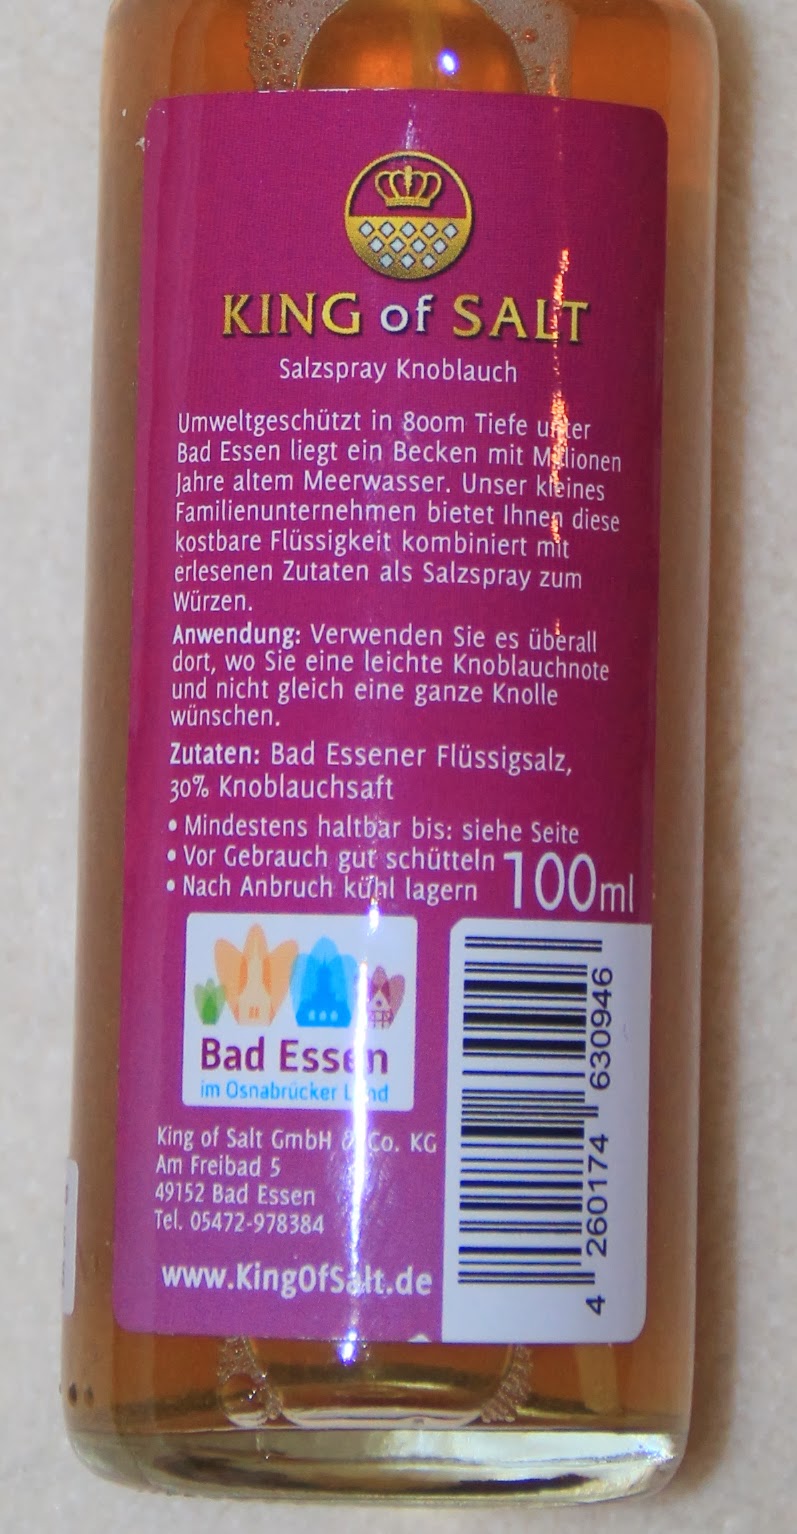 KING of SALT
Salzspray Knoblauch
Umweltgeschützt in 800m Tiefe unter
Bad Essen liegt ein Becken mit Millionen
Jahre altem Meerwasser. Unser kleines
Familienunternehmen bietet Ihnen diese
kostbare Flüssigkeit kombiniert mit
erlesenen Zutaten als Salzspray zum
Würzen.
Anwendung: Verwenden Sie es überall
dort, wo Sie eine leichte Knoblauchnote
und nicht gleich eine ganze Knolle
wünschen.
Zutaten: Bad Essener Flüssigsalz,
30% Knoblauchsaft
• Mindestens haltbar bis: siehe Seite
• Vor Gebrauch gut schütteln
• Nach Anbruch kühl lagern
100ml
Bad Essen
im Osnabrücker Land
King of Salt GmbH & Co. KG
Am Freibad 5
49152 Bad Essen
Tel. 05472-978384
www.KingOfSalt.de
4 260174 630946